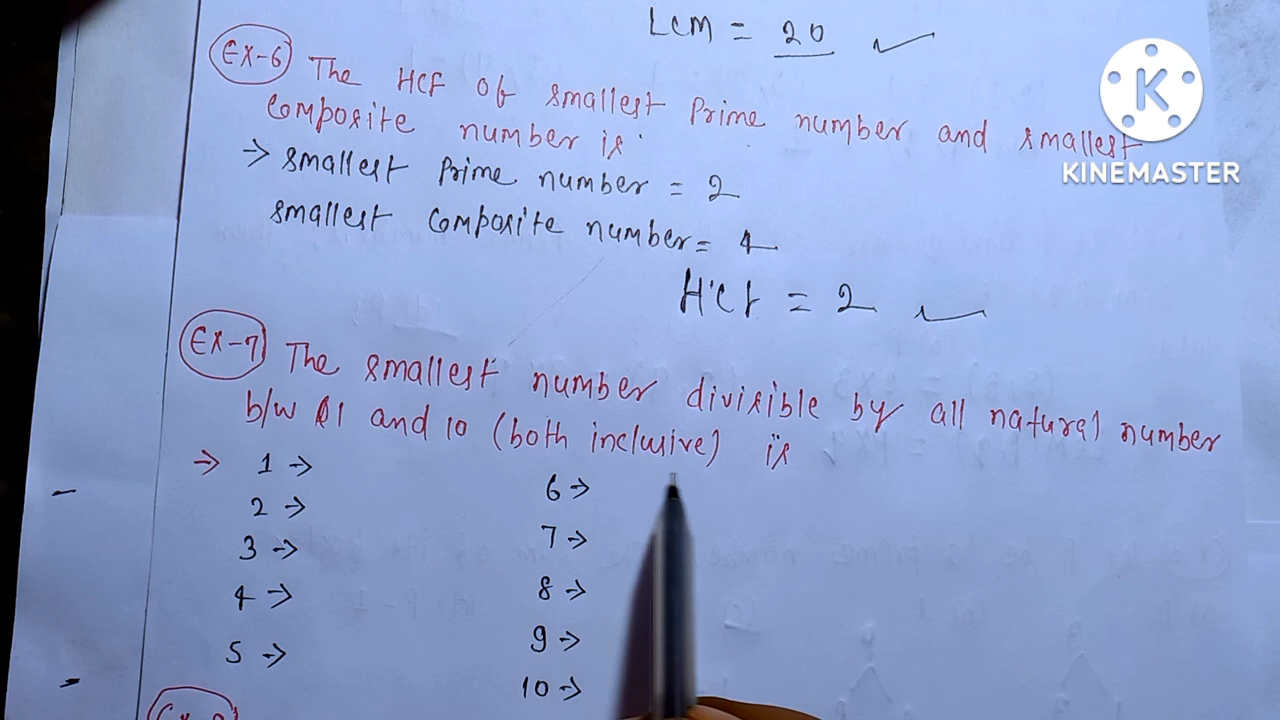 LCM = 20
Ex-6 The HCF of smallest Prime number and smallest
Composite number is
→ smallest Prime number = 2
smallest Composite number = 4
HCF = 2
K
KINEMASTER
Ex-7 The smallest number divisible by all natural number
b/w 1 and 10 (both inclusive) is
⇒ 1 →
2 →
3 →
4 →
5 →
6 →
7 →
8 →
9 →
10 →